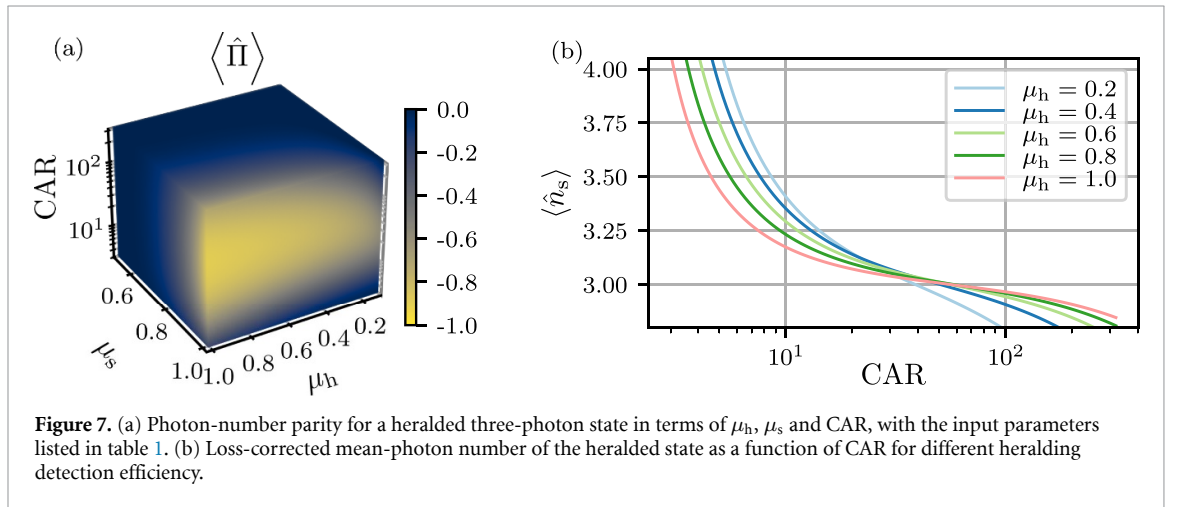 (a)
⟨Π̂⟩
CAR
10²
10¹
0.6
0.8
1.0
μₛ
1.0
0.8
0.6
0.4
0.2
μₕ
0.0
-0.2
-0.4
-0.6
-0.8
-1.0
(b)
4.00
3.75
3.50
3.25
3.00
⟨n̂ₛ⟩
μₕ = 0.2
μₕ = 0.4
μₕ = 0.6
μₕ = 0.8
μₕ = 1.0
10¹
10²
CAR
Figure 7. (a) Photon-number parity for a heralded three-photon state in terms of μₕ, μₛ and CAR, with the input parameters
listed in table 1. (b) Loss-corrected mean-photon number of the heralded state as a function of CAR for different heralding
detection efficiency.